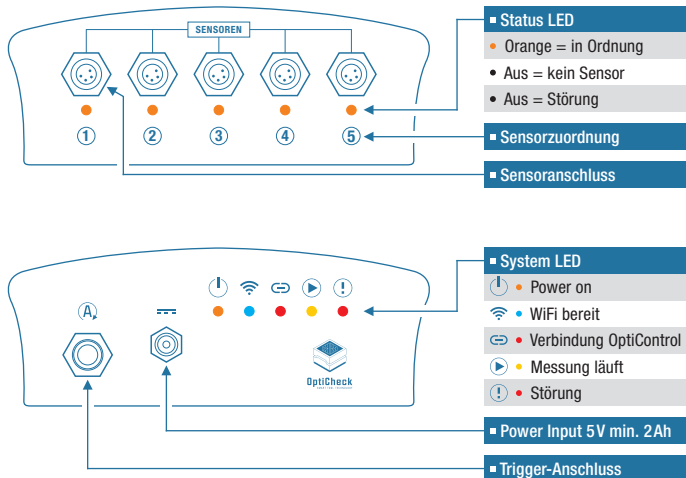 SENSOREN
1 2 3 4 5
Status LED
Orange = in Ordnung
Aus = kein Sensor
Aus = Störung
Sensorzuordnung
Sensoranschluss
A
OptiCheck
System LED
Power on
WiFi bereit
Verbindung OptiControl
Messung läuft
! Störung
Power Input 5V min. 2Ah
Trigger-Anschluss